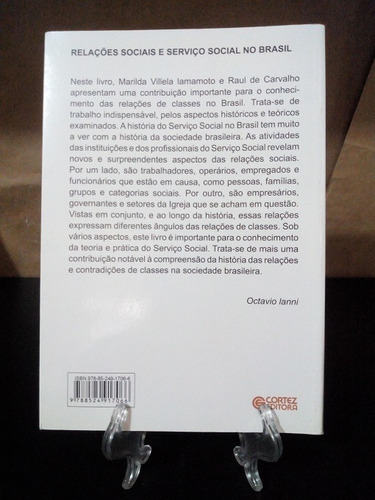 RELAÇÕES SOCIAIS E SERVIÇO SOCIAL NO BRASIL
Neste livro, Marilda Villela Iamamoto e Raul de Carvalho
apresentam uma contribuição importante para o conheci-
mento das relações de classes no Brasil. Trata-se de
trabalho indispensável, pelos aspectos históricos e teóricos
examinados. A história do Serviço Social no Brasil tem muito
a ver com a história da sociedade brasileira. As atividades
das instituições e dos profissionais do Serviço Social revelam
novos e surpreendentes aspectos das relações sociais.
Por um lado, são trabalhadores, operários, empregados e
funcionários que estão em causa, como pessoas, famílias,
grupos e categorias sociais. Por outro, são empresários,
governantes e setores da Igreja que se acham em questão.
Vistas em conjunto, e ao longo da história, essas relações
expressam diferentes ângulos das relações de classes. Sob
vários aspectos, este livro é importante para o conhecimento
da teoria e prática do Serviço Social. Trata-se de mais uma
contribuição notável à compreensão da história das relações
e contradições de classes na sociedade brasileira.
Octavio Ianni
ISBN 978-85-249-1706-6
9788524917066
CORTEZ
EDITORA